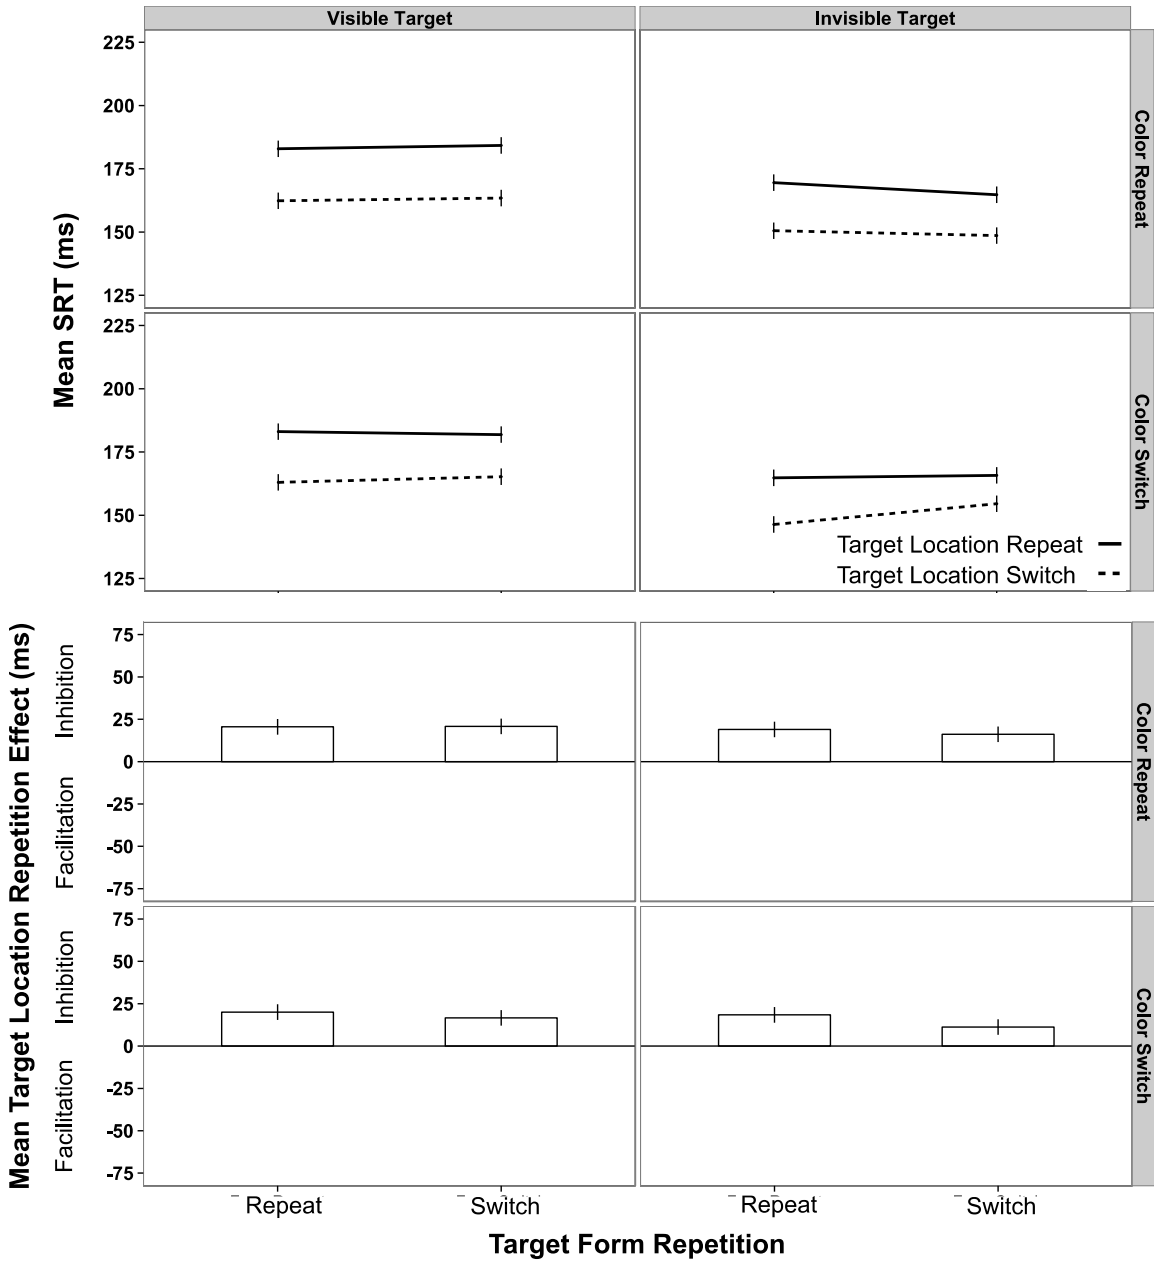 Visible Target
Invisible Target
Mean SRT (ms)
225
200
175
150
125
Color Repeat
225
200
175
150
125
Color Switch
Target Location Repeat
Target Location Switch
Mean Target Location Repetition Effect (ms)
Inhibition
Facilitation
75
50
25
0
-25
-50
-75
Color Repeat
Inhibition
Facilitation
75
50
25
0
-25
-50
-75
Color Switch
Repeat
Switch
Repeat
Switch
Target Form Repetition